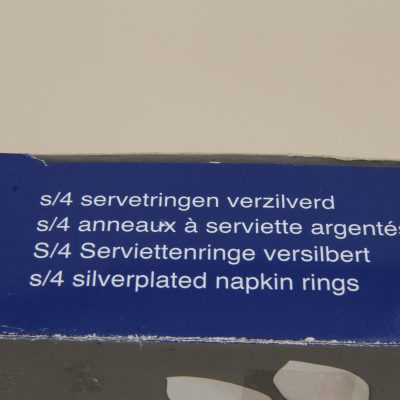 s/4 servetringen verzilverd
s/4 anneaux à serviette argentés
S/4 Serviettenringe versilbert
s/4 silverplated napkin rings